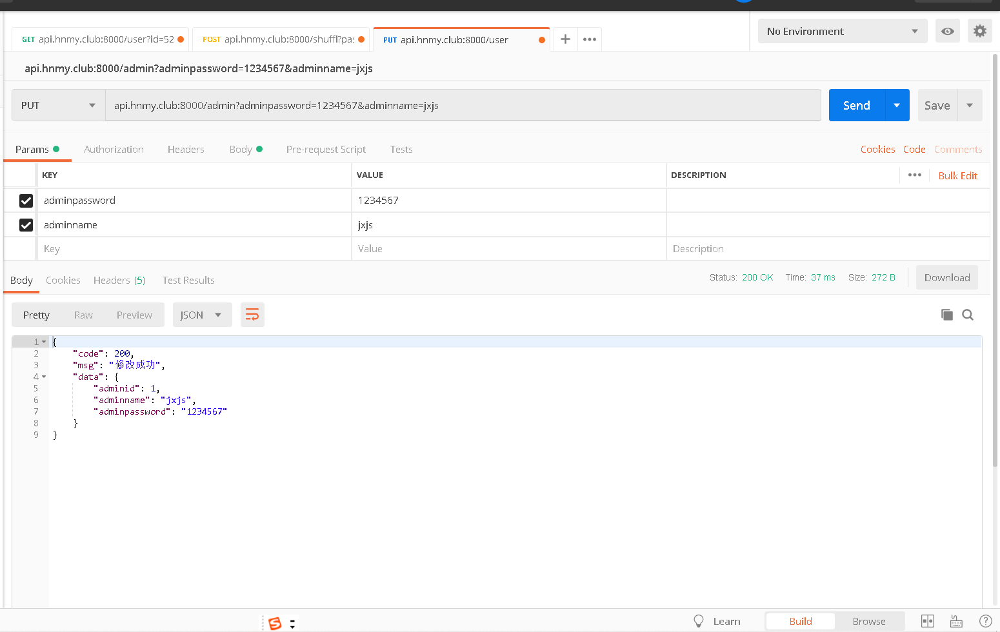 GET api.hnmy.club:8000/user?id=52
POST api.hnmy.club:8000/shuffl?pas
PUT api.hnmy.club:8000/user
No Environment
api.hnmy.club:8000/admin?adminpassword=1234567&adminname=jxjs
PUT api.hnmy.club:8000/admin?adminpassword=1234567&adminname=jxjs Send Save
Params Authorization Headers Body Pre-request Script Tests Cookies Code Comments
KEY VALUE DESCRIPTION Bulk Edit
adminpassword 1234567
adminname jxjs
Key Value Description
Body Cookies Headers (5) Test Results Status: 200 OK Time: 37 ms Size: 272 B Download
Pretty Raw Preview JSON
1 {
2 "code": 200,
3 "msg": "修改成功",
4 "data": {
5 "adminid": 1,
6 "adminname": "jxjs",
7 "adminpassword": "1234567"
8 }
9 }
Learn Build Browse